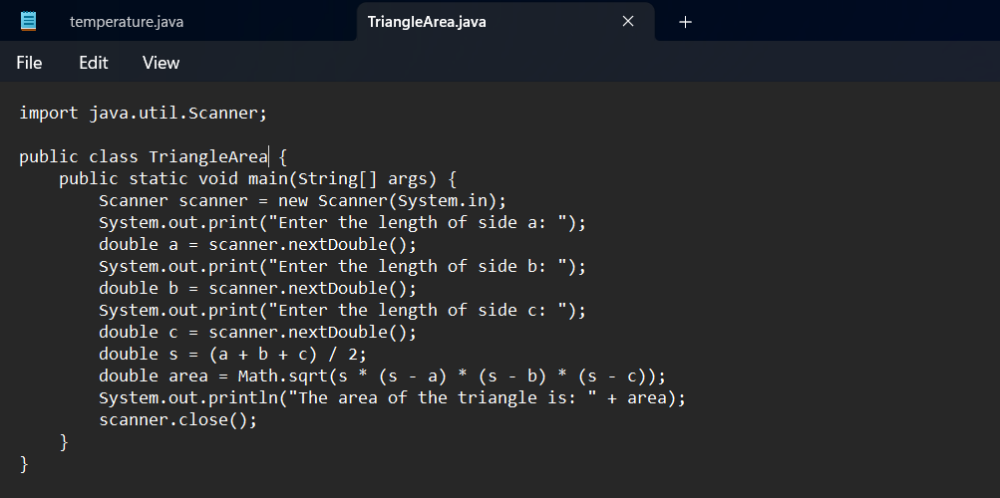 temperature.java
TriangleArea.java
File Edit View
import java.util.Scanner;

public class TriangleArea {
    public static void main(String[] args) {
        Scanner scanner = new Scanner(System.in);
        System.out.print("Enter the length of side a: ");
        double a = scanner.nextDouble();
        System.out.print("Enter the length of side b: ");
        double b = scanner.nextDouble();
        System.out.print("Enter the length of side c: ");
        double c = scanner.nextDouble();
        double s = (a + b + c) / 2;
        double area = Math.sqrt(s * (s - a) * (s - b) * (s - c));
        System.out.println("The area of the triangle is: " + area);
        scanner.close();
    }
}